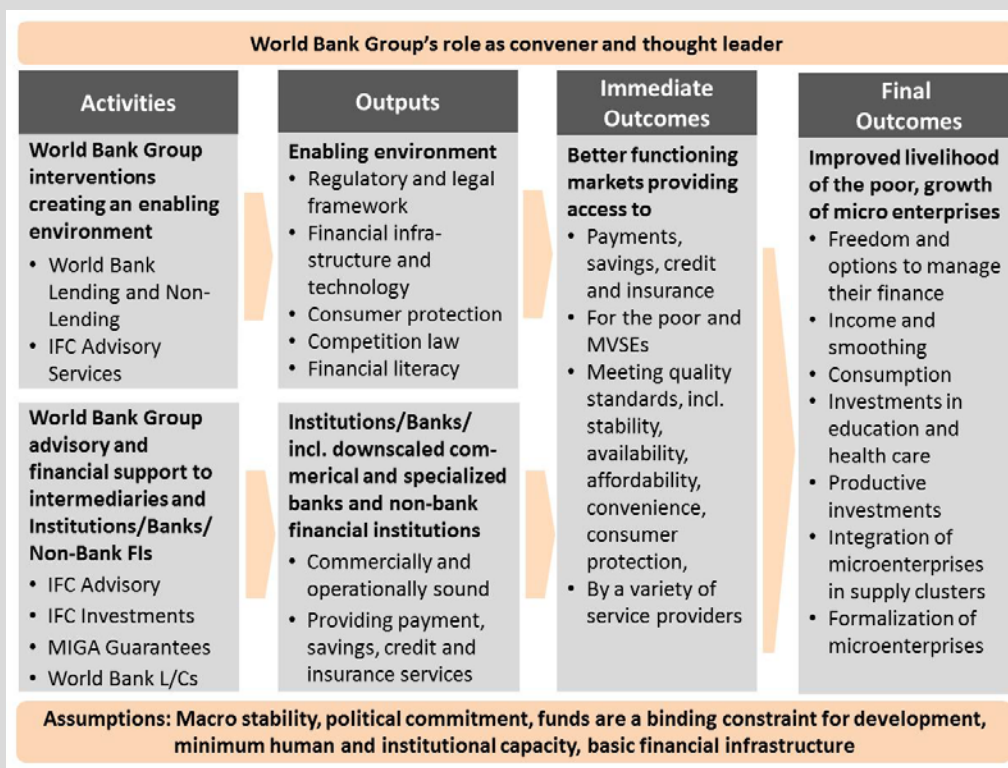 World Bank Group's role as convener and thought leader
Activities
World Bank Group
interventions
creating an enabling
environment
• World Bank
Lending and Non-
Lending
• IFC Advisory
Services
World Bank Group
advisory and
financial support to
intermediaries and
Institutions/Banks/
Non-Bank FIs
• IFC Advisory
• IFC Investments
• MIGA Guarantees
• World Bank L/Cs
Outputs
Enabling environment
• Regulatory and legal
framework
• Financial infra-
structure and
technology
• Consumer protection
• Competition law
• Financial literacy
Institutions/Banks/
incl. downscaled com-
merical and specialized
banks and non-bank
financial institutions
• Commercially and
operationally sound
• Providing payment,
savings, credit and
insurance services
Immediate
Outcomes
Better functioning
markets providing
access to
• Payments,
savings, credit
and insurance
• For the poor and
MVSEs
• Meeting quality
standards, incl.
stability,
availability,
affordability,
convenience,
consumer
protection,
• By a variety of
service providers
Final
Outcomes
Improved livelihood
of the poor, growth
of micro enterprises
• Freedom and
options to manage
their finance
• Income and
smoothing
• Consumption
• Investments in
education and
health care
• Productive
investments
• Integration of
microenterprises
in supply clusters
• Formalization of
microenterprises
Assumptions: Macro stability, political commitment, funds are a binding constraint for development,
minimum human and institutional capacity, basic financial infrastructure